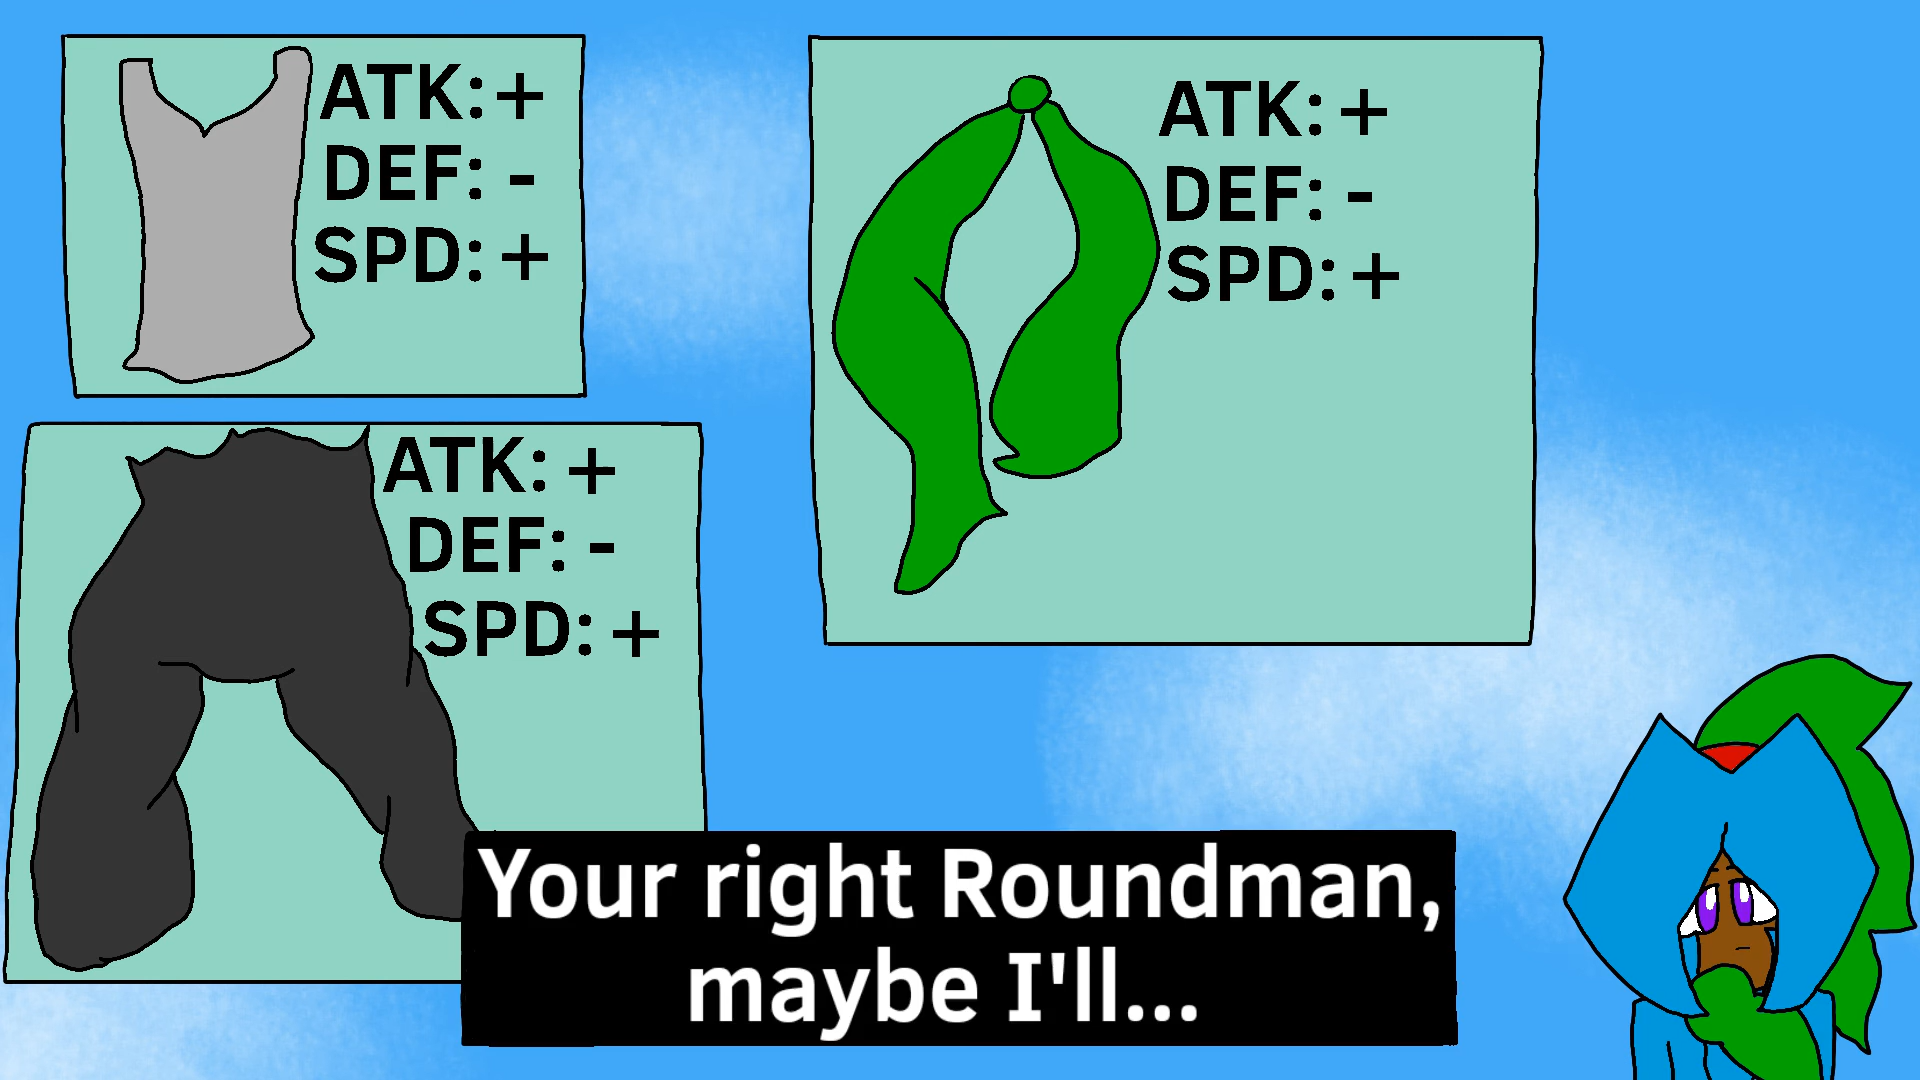 ATK: +
DEF: -
SPD: +
ATK: +
DEF: -
SPD: +
ATK: +
DEF: -
SPD: +
Your right Roundman,
maybe I'll...